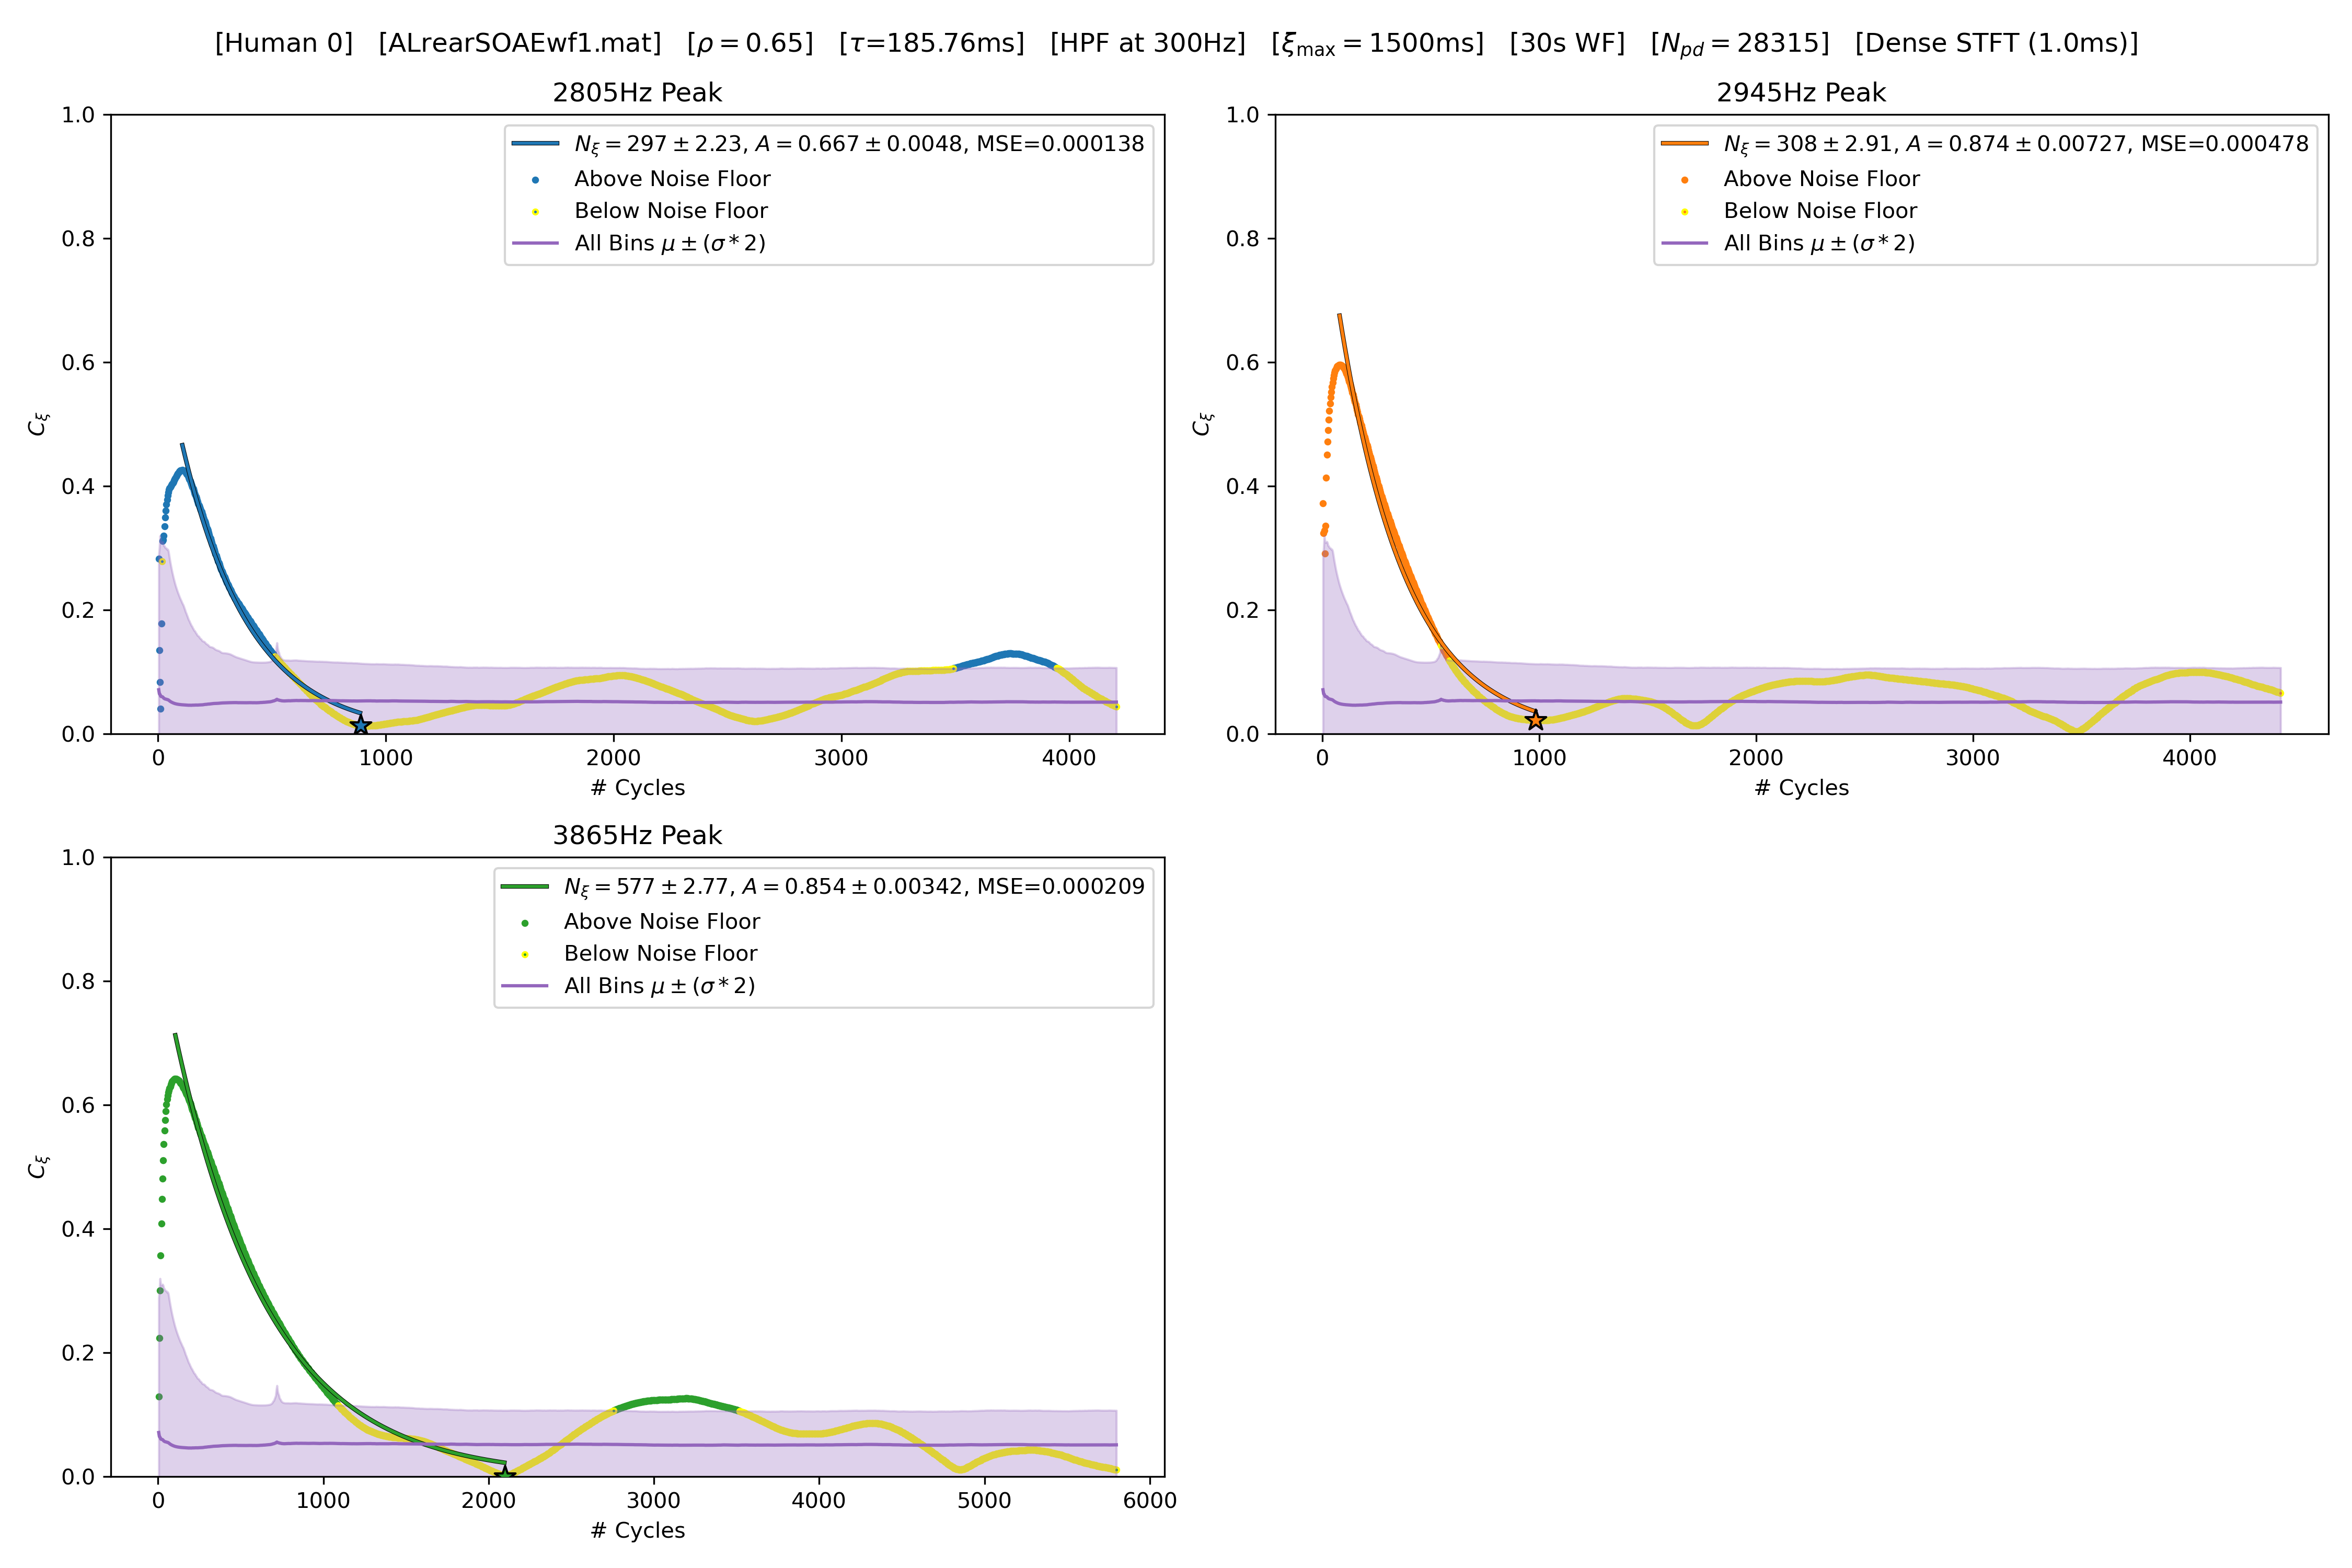 [Human 0] [ALrearSOAEwf1.mat] [ρ = 0.65] [τ=185.76ms] [HPF at 300Hz] [ξmax = 1500ms] [30s WF] [Npd = 28315] [Dense STFT (1.0ms)]
2805Hz Peak
Nξ = 297 ± 2.23, A = 0.667 ± 0.0048, MSE=0.000138
Above Noise Floor
Below Noise Floor
All Bins μ ± (σ * 2)
1.0
0.8
0.6
0.4
0.2
0.0
Cξ
0 1000 2000 3000 4000
# Cycles
2945Hz Peak
Nξ = 308 ± 2.91, A = 0.874 ± 0.00727, MSE=0.000478
Above Noise Floor
Below Noise Floor
All Bins μ ± (σ * 2)
1.0
0.8
0.6
0.4
0.2
0.0
Cξ
0 1000 2000 3000 4000
# Cycles
3865Hz Peak
Nξ = 577 ± 2.77, A = 0.854 ± 0.00342, MSE=0.000209
Above Noise Floor
Below Noise Floor
All Bins μ ± (σ * 2)
1.0
0.8
0.6
0.4
0.2
0.0
Cξ
0 1000 2000 3000 4000 5000 6000
# Cycles